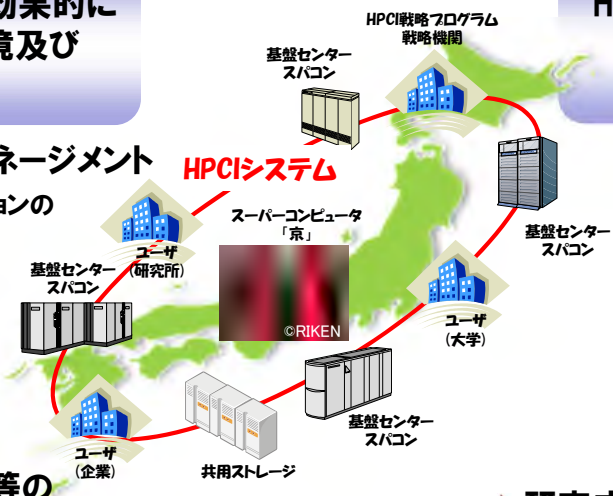 効果的に
境及び
HPCI戦略プログラム
戦略機関
基盤センター
スパコン
ネージメント
HPCIシステム
ョンの
スーパーコンピュータ
「京」
ユーザ
(研究所)
基盤センター
スパコン
基盤センター
スパコン
©RIKEN
ユーザ
(大学)
基盤センター
スパコン
ユーザ
(企業)
共用ストレージ
等の